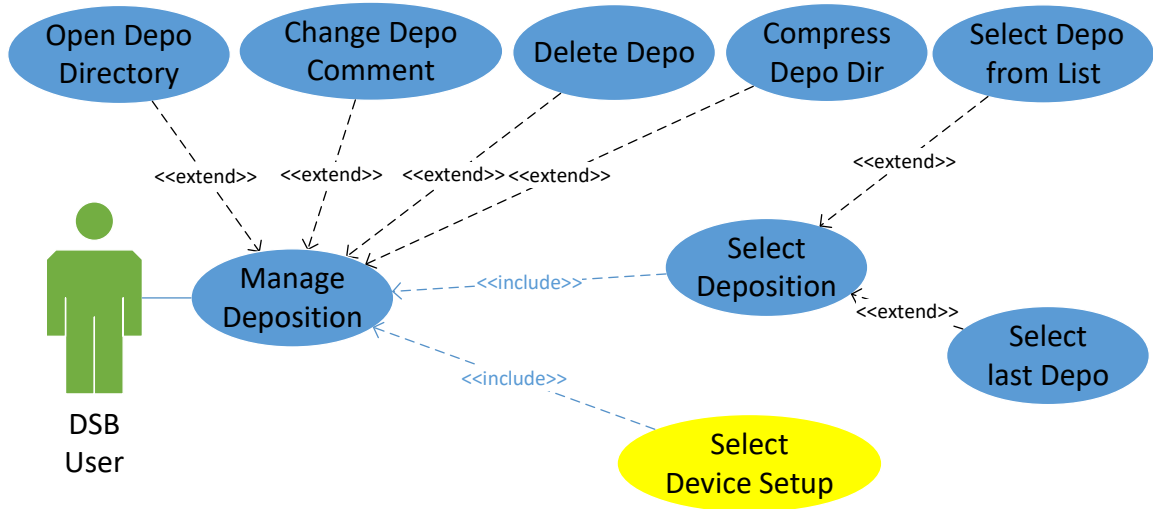 Open Depo
Directory
Change Depo
Comment
Delete Depo
Compress
Depo Dir
Select Depo
from List
<<extend>>
<<extend>>
<<extend>>
<<extend>>
<<extend>>
Manage
Deposition
<<include>>
Select
Deposition
<<extend>>
Select
last Depo
<<include>>
DSB
User
Select
Device Setup